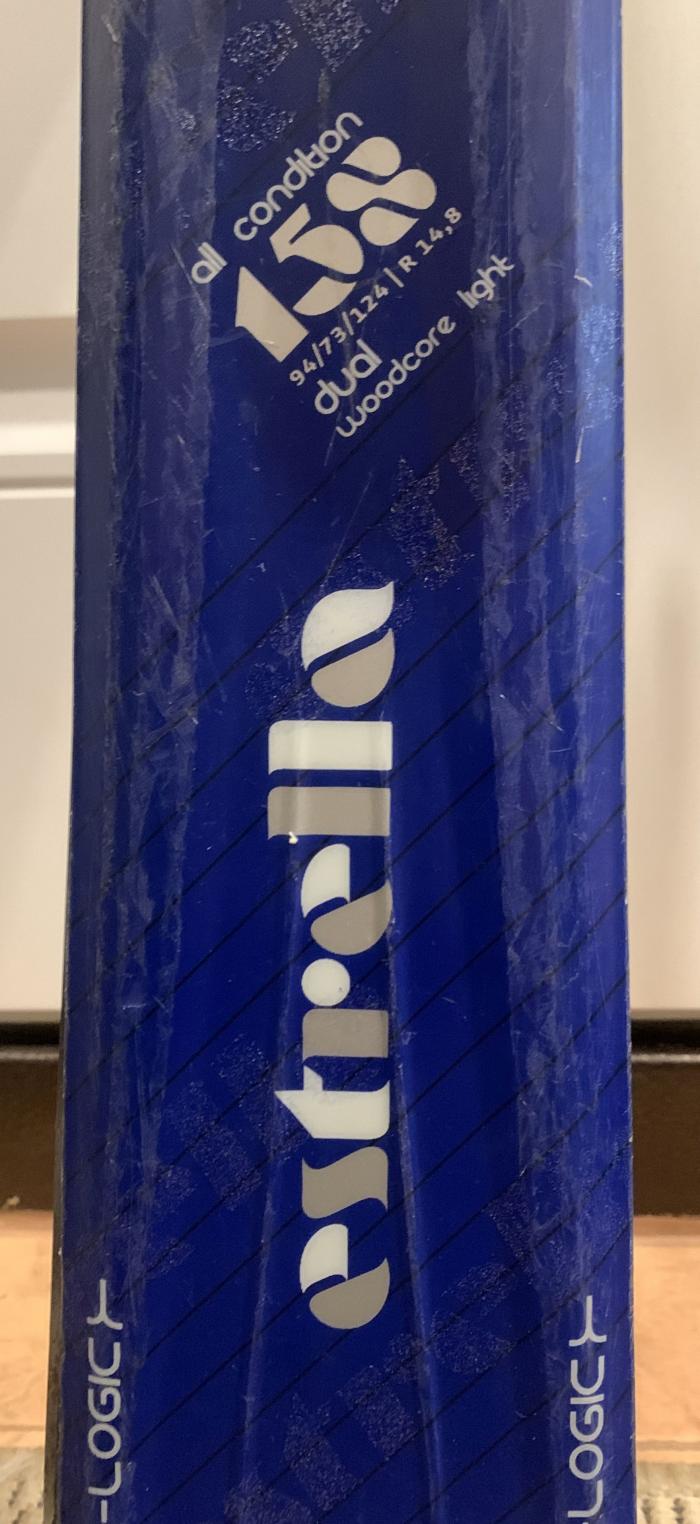 all condition
158
94/73/124 | R 14,8
dual
woodcore light
estrella
LOGIC
LOGIC